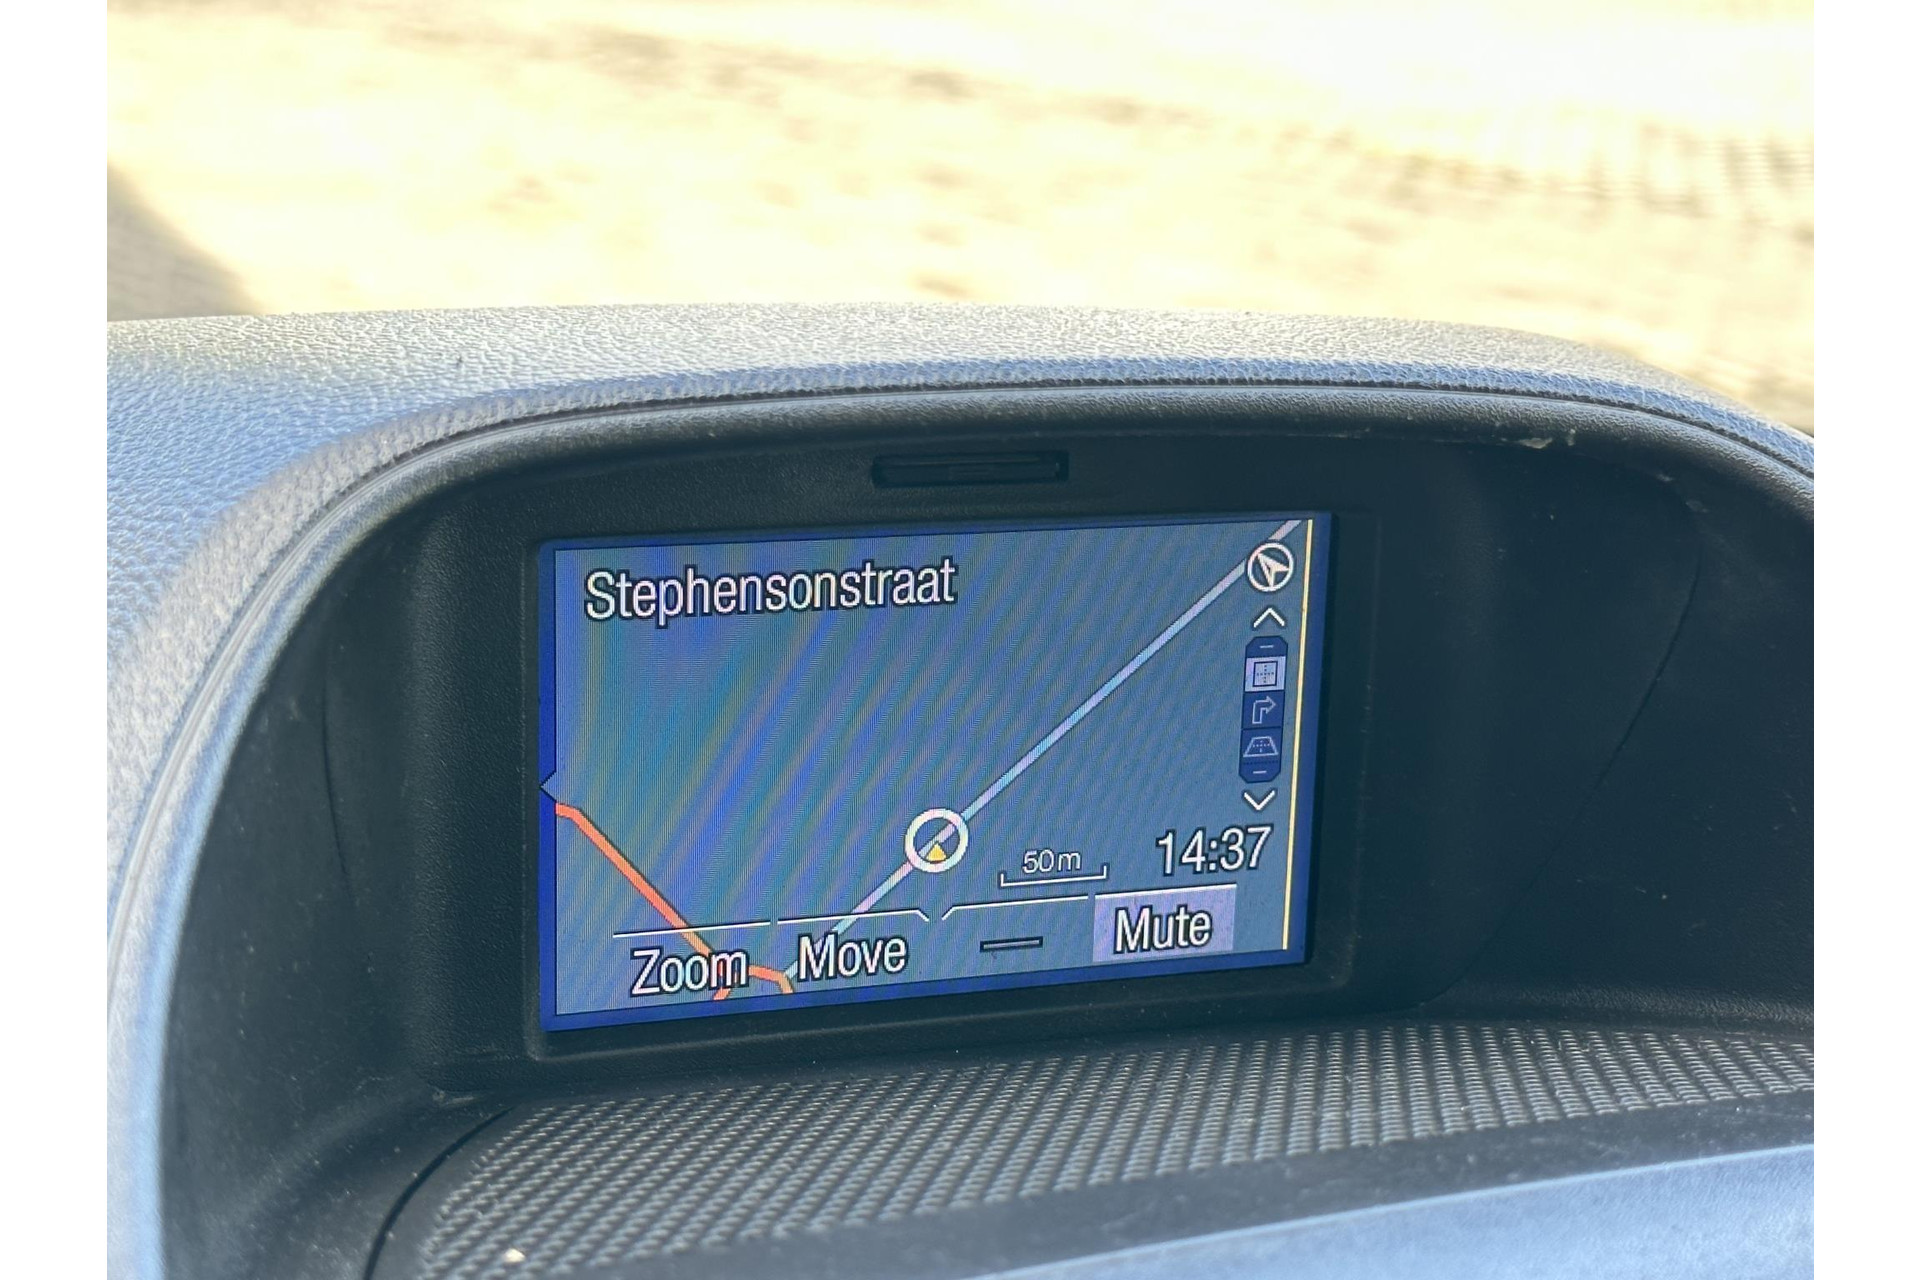 Stephensonstraat
50m
14:37
Zoom Move Mute